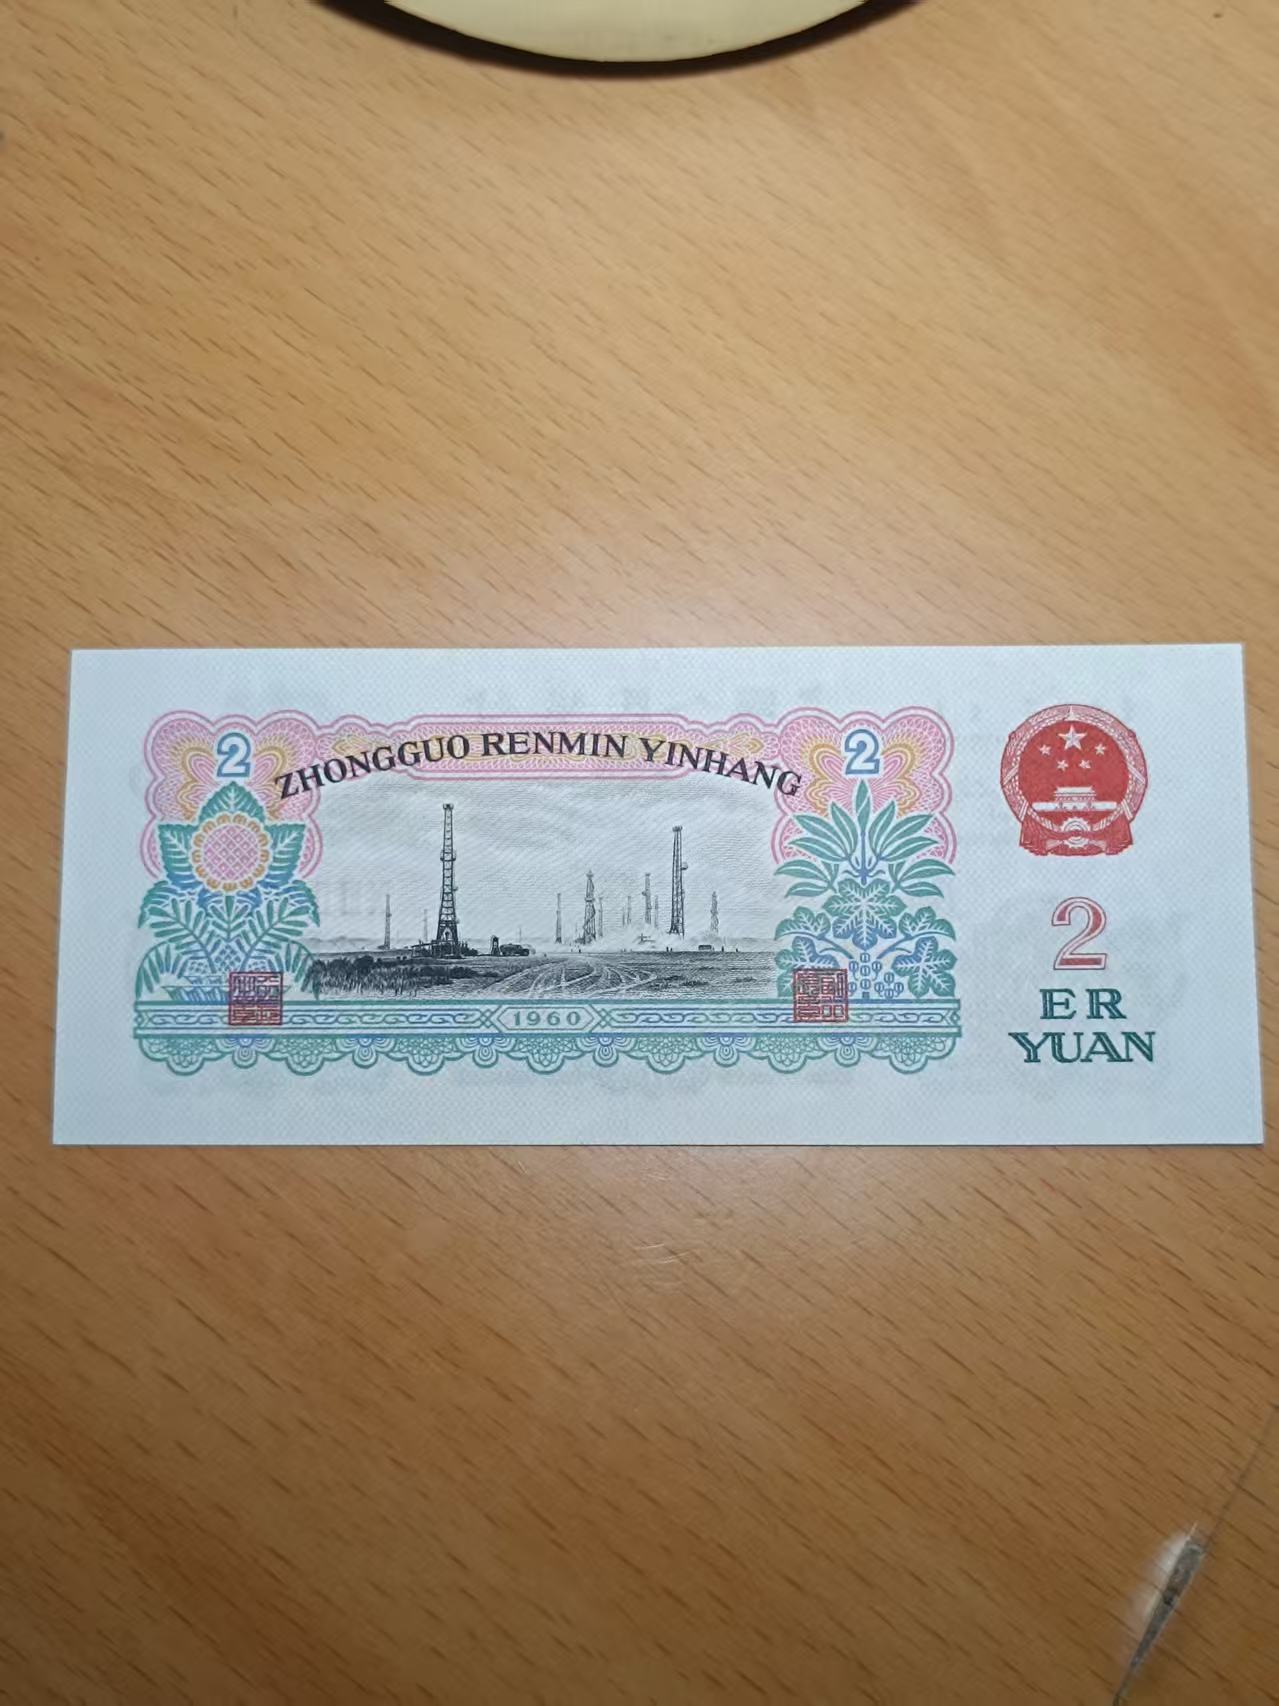 2
ZHONGGUO RENMIN YINHANG
2
1960
2
ER
YUAN